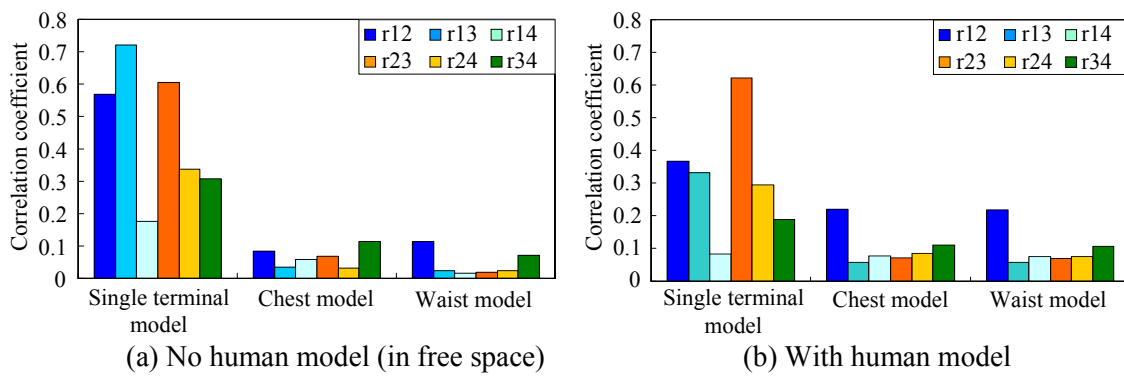 0.8
0.7
0.6
0.5
0.4
0.3
0.2
0.1
0
Correlation coefficient
r12 r13 r14
r23 r24 r34
Single terminal
model
Chest model
Waist model
(a) No human model (in free space)
0.8
0.7
0.6
0.5
0.4
0.3
0.2
0.1
0
Correlation coefficient
r12 r13 r14
r23 r24 r34
Single terminal
model
Chest model
Waist model
(b) With human model